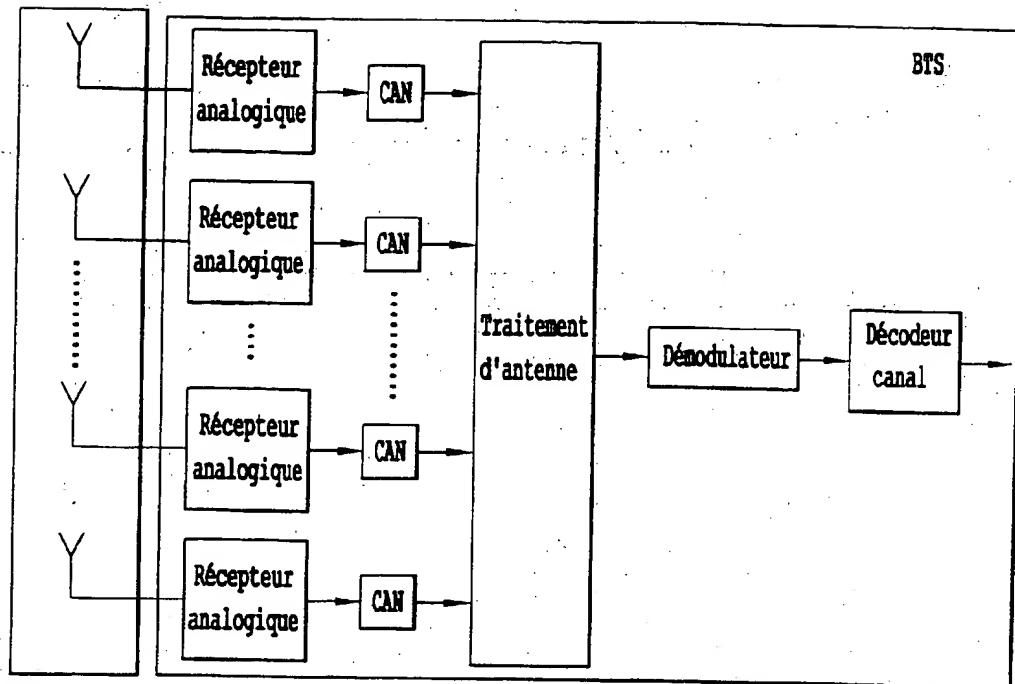 BTS
Récepteur
analogique
CAN
Récepteur
analogique
CAN
Traitement
d'antenne
Démodulateur
Décodeur
canal
Récepteur
analogique
CAN
Récepteur
analogique
CAN